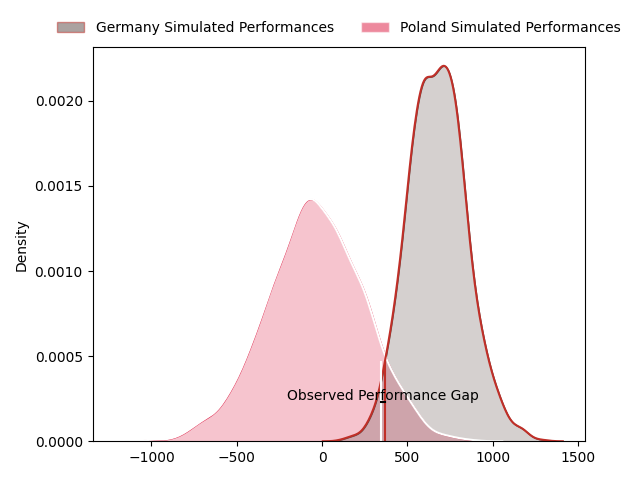 Germany Simulated Performances Poland Simulated Performances
0.0020
0.0015
0.0010
0.0005
0.0000
Density
Observed Performance Gap
−1000 −500 0 500 1000 1500